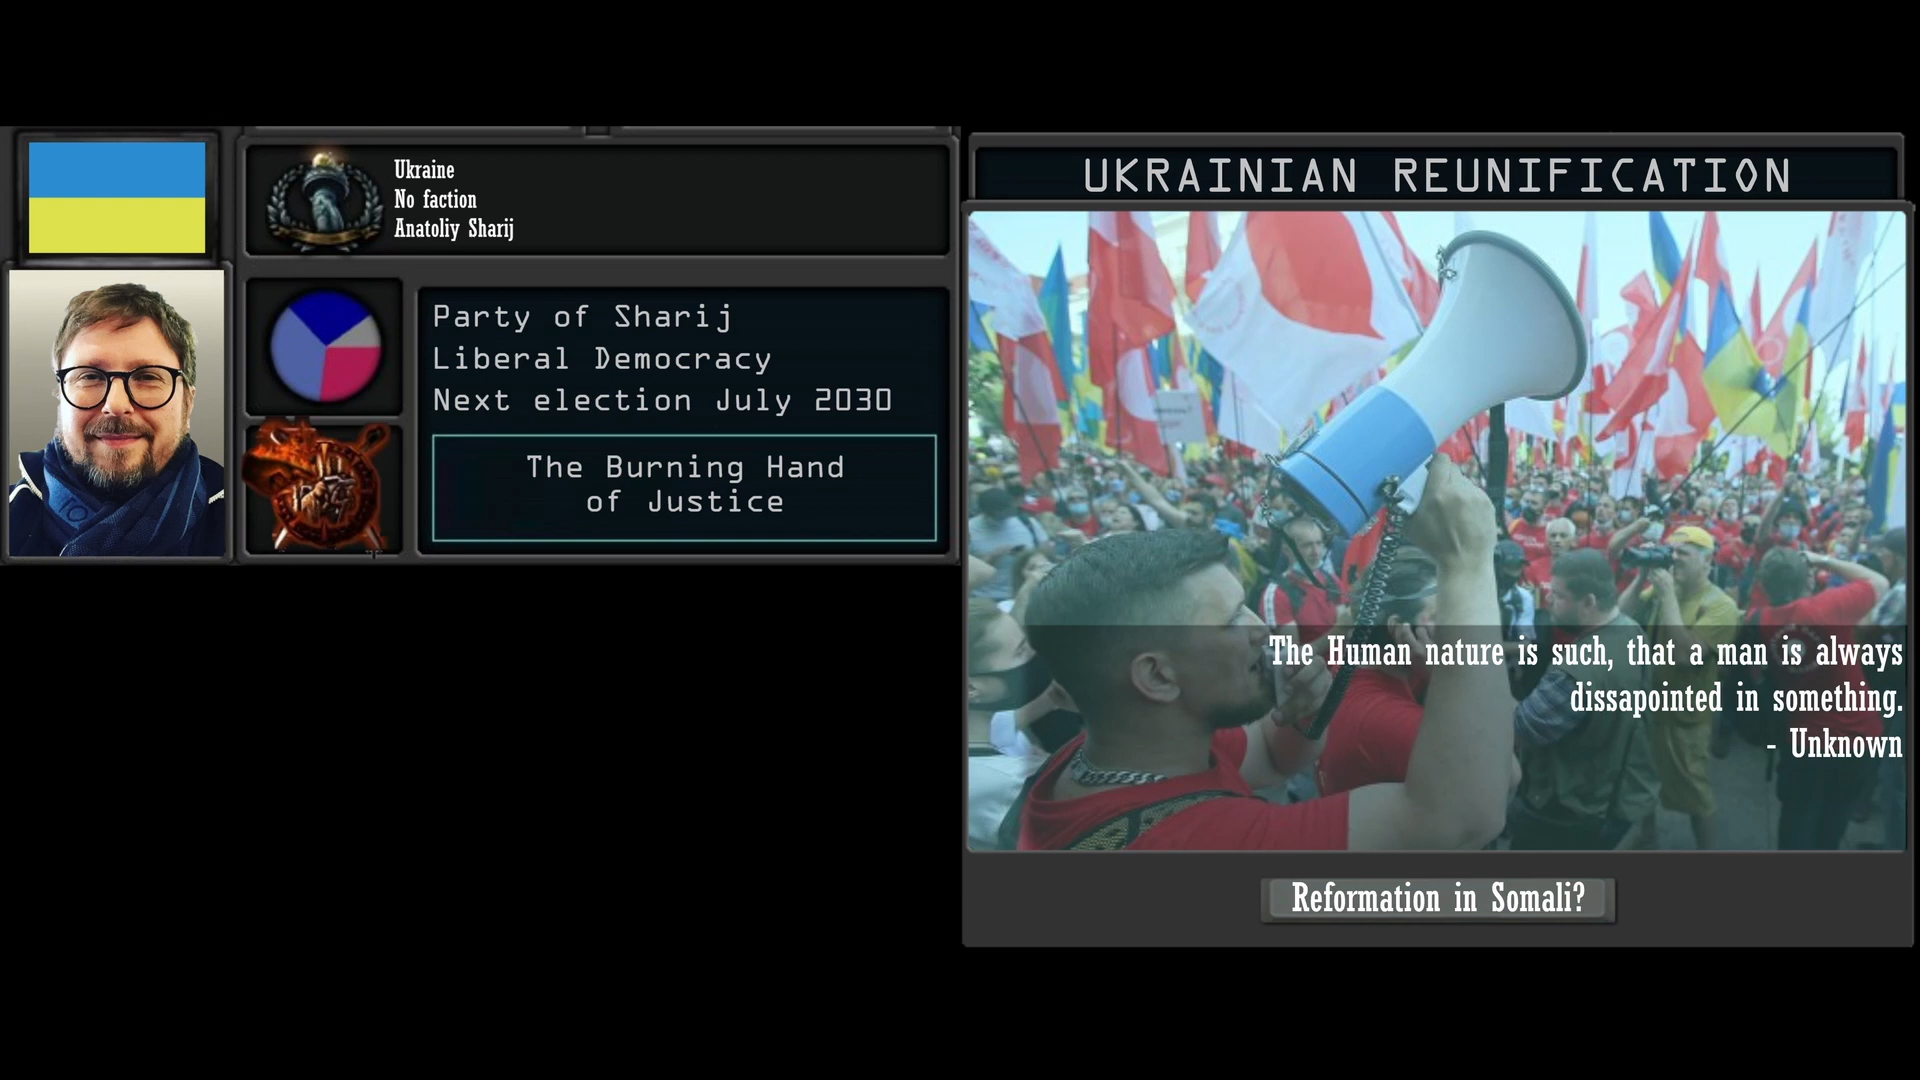 Ukraine
No faction
Anatoliy Sharij
Party of Sharij
Liberal Democracy
Next election July 2030
The Burning Hand
of Justice
UKRAINIAN REUNIFICATION
The Human nature is such, that a man is always
dissapointed in something.
- Unknown
Reformation in Somali?